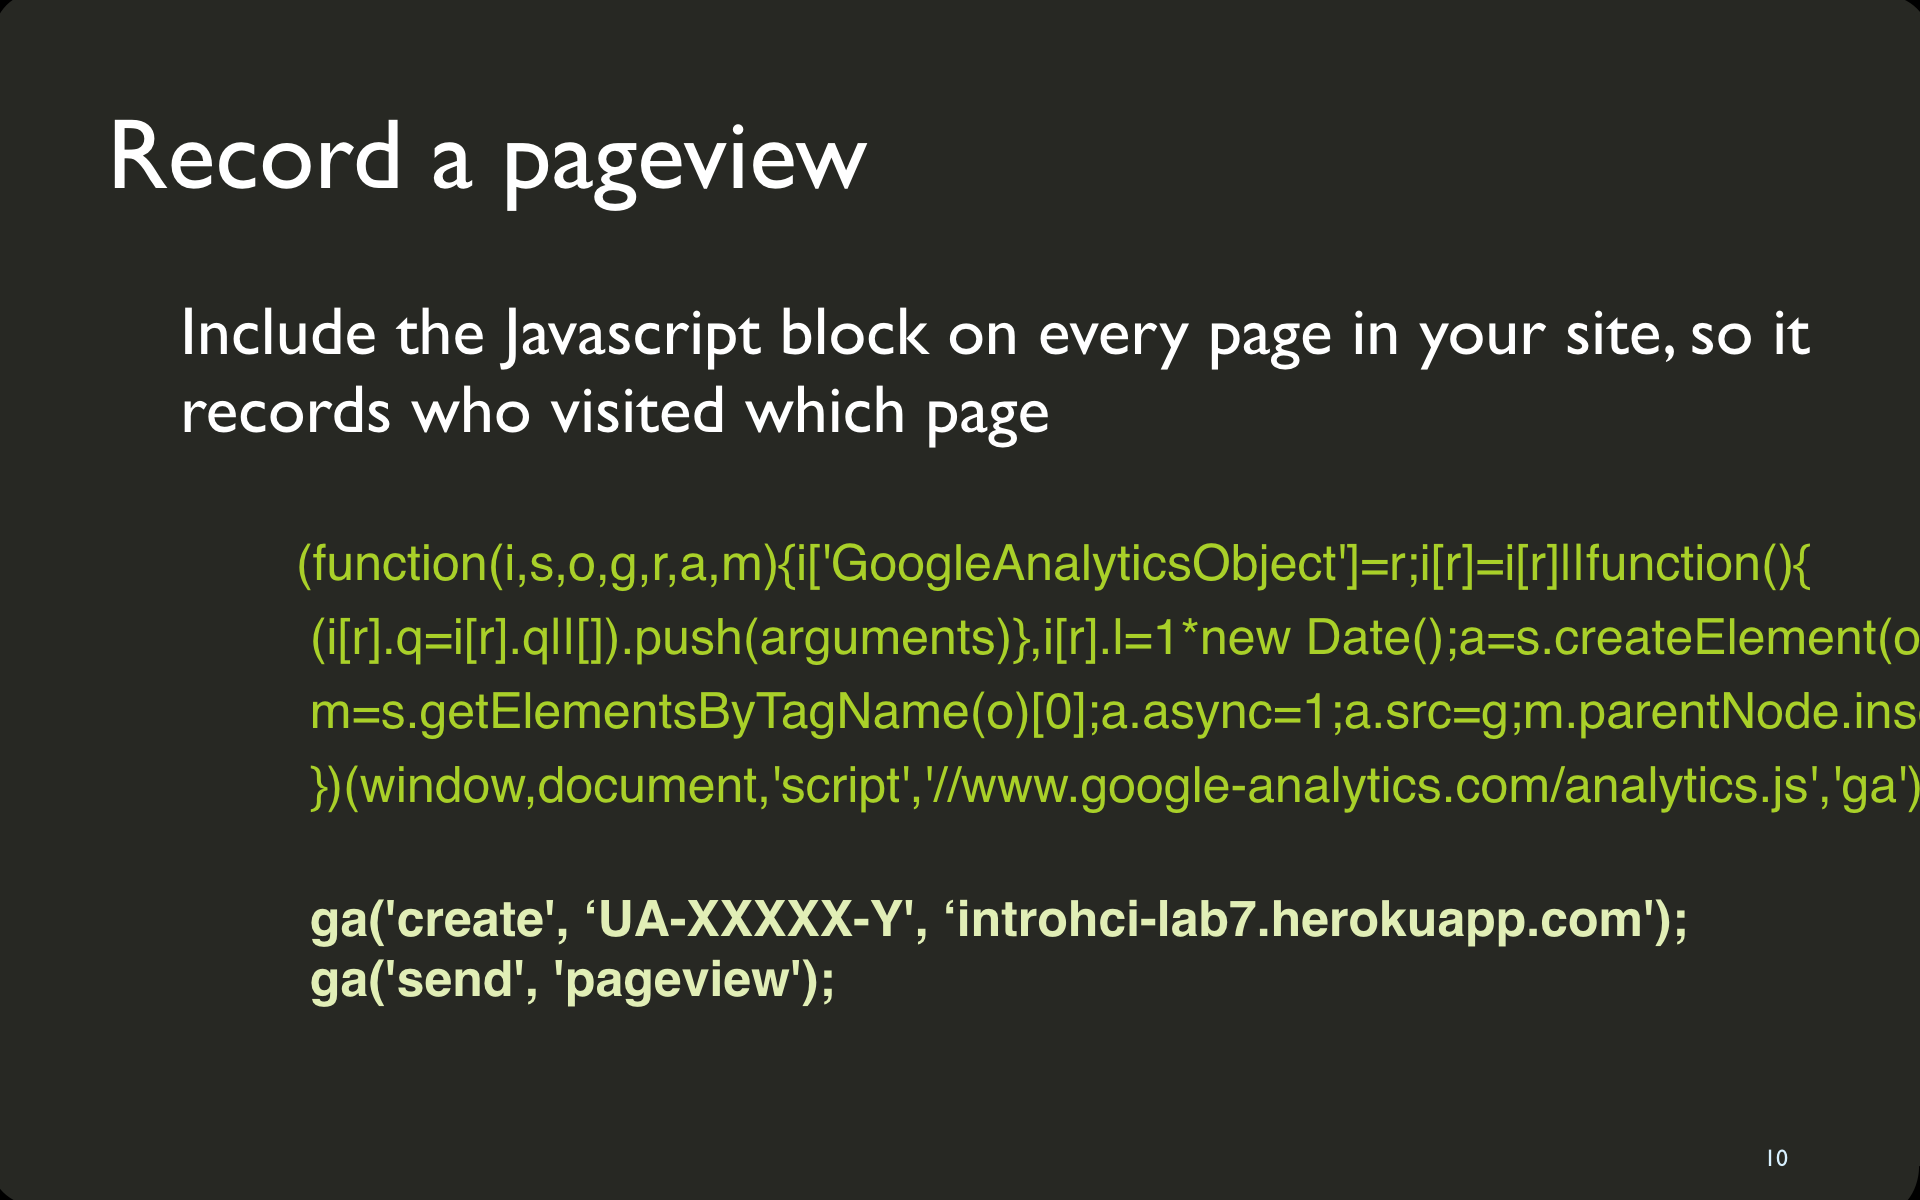 Record a pageview
Include the Javascript block on every page in your site, so it
records who visited which page
(function(i,s,o,g,r,a,m){i['GoogleAnalyticsObject']=r;i[r]=i[r]||function(){
(i[r].q=i[r].q||[]).push(arguments)},i[r].l=1*new Date();a=s.createElement(o
m=s.getElementsByTagName(o)[0];a.async=1;a.src=g;m.parentNode.ins
})(window,document,'script','//www.google-analytics.com/analytics.js','ga')
ga('create', ‘UA-XXXXX-Y', ‘introhci-lab7.herokuapp.com');
ga('send', 'pageview');
10